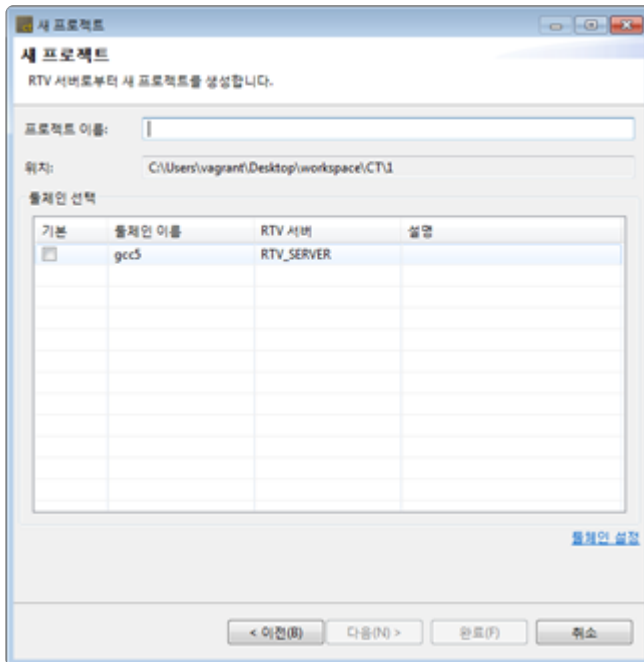 새 프로젝트
새 프로젝트
RTV 서버로부터 새 프로젝트를 생성합니다.
프로젝트 이름:
위치: C:\Users\vagrant\Desktop\workspace\CT\1
툴체인 선택
기본 툴체인 이름 RTV 서버 설명
gcc5 RTV_SERVER
툴체인 설정
< 이전(B) 다음(N) > 완료(F) 취소